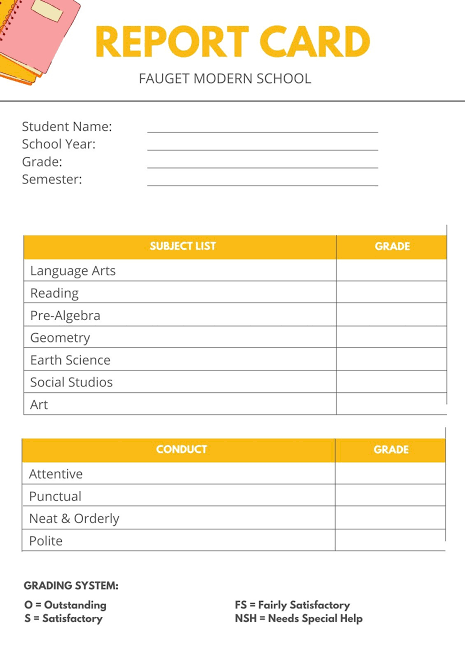 REPORT CARD
FAUGET MODERN SCHOOL
Student Name:
School Year:
Grade:
Semester:
SUBJECT LIST GRADE
Language Arts
Reading
Pre-Algebra
Geometry
Earth Science
Social Studios
Art
CONDUCT GRADE
Attentive
Punctual
Neat & Orderly
Polite
GRADING SYSTEM:
O = Outstanding FS = Fairly Satisfactory
S = Satisfactory NSH = Needs Special Help